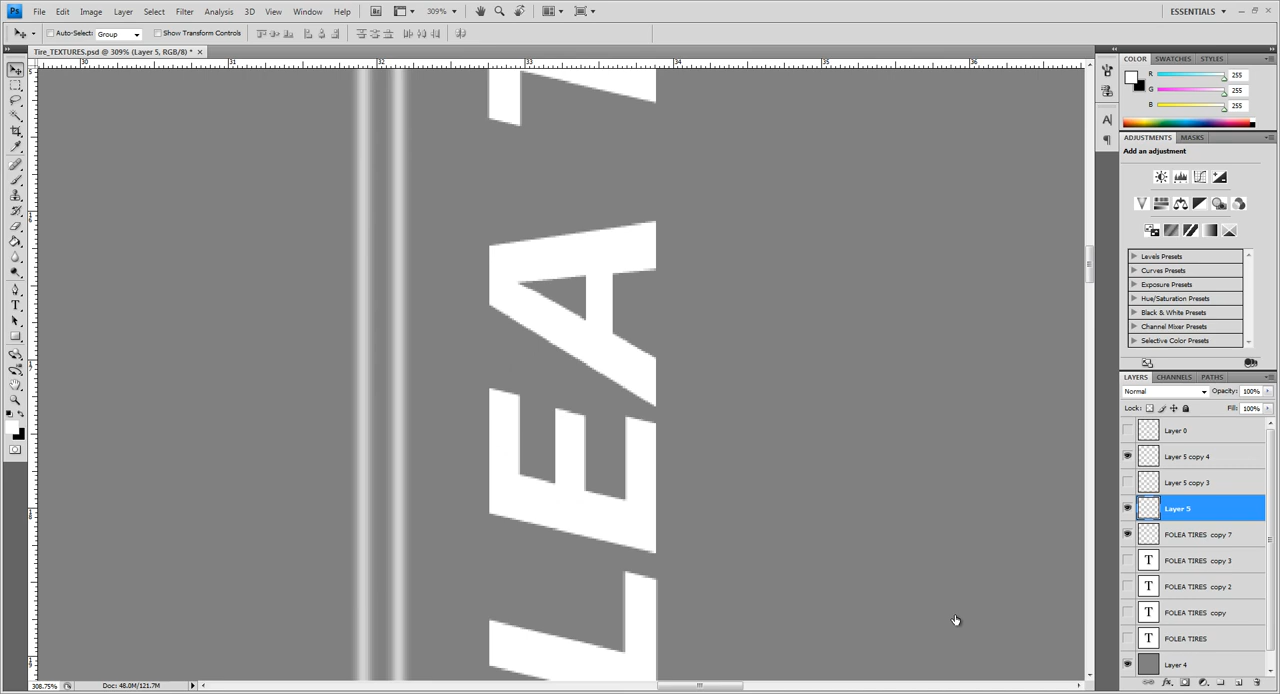 Ps File Edit Image Layer Select Filter Analysis 3D View Window Help 309% ESSENTIALS
Auto-Select: Group Show Transform Controls
Tire_TEXTURES.psd @ 309% (Layer 5, RGB/8) *
30 31 32 33 34 35 36
LEA
COLOR SWATCHES STYLES
R 255
G 255
B 255
ADJUSTMENTS MASKS
Add an adjustment
Levels Presets
Curves Presets
Exposure Presets
Hue/Saturation Presets
Black & White Presets
Channel Mixer Presets
Selective Color Presets
LAYERS CHANNELS PATHS
Normal Opacity: 100%
Lock: Fill: 100%
Layer 0
Layer 5 copy 4
Layer 5 copy 3
Layer 5
FOLEA TIRES copy 7
T FOLEA TIRES copy 3
T FOLEA TIRES copy 2
T FOLEA TIRES copy
T FOLEA TIRES
Layer 4
308.75% Doc: 48.0M/121.7M